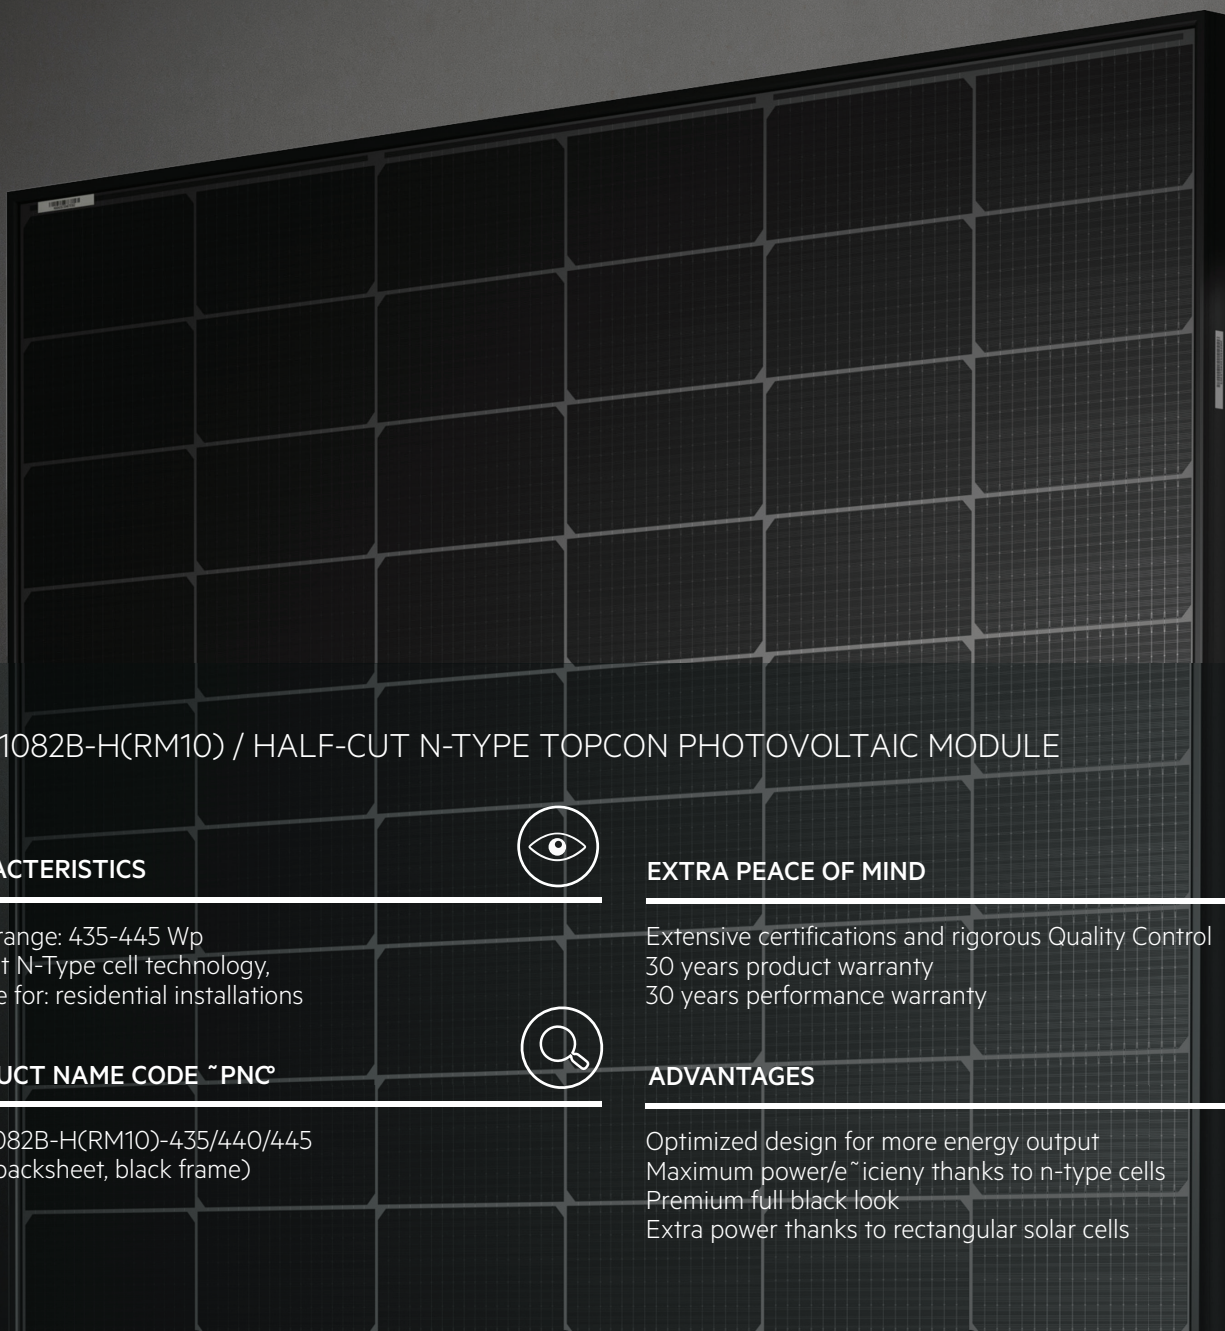 1082B-H(RM10) / HALF-CUT N-TYPE TOPCON PHOTOVOLTAIC MODULE
ACTERISTICS
range: 435-445 Wp
t N-Type cell technology,
e for: residential installations
UCT NAME CODE ˜PNC°
082B-H(RM10)-435/440/445
backsheet, black frame)
EXTRA PEACE OF MIND
Extensive certifications and rigorous Quality Control
30 years product warranty
30 years performance warranty
ADVANTAGES
Optimized design for more energy output
Maximum power/e˜icieny thanks to n-type cells
Premium full black look
Extra power thanks to rectangular solar cells